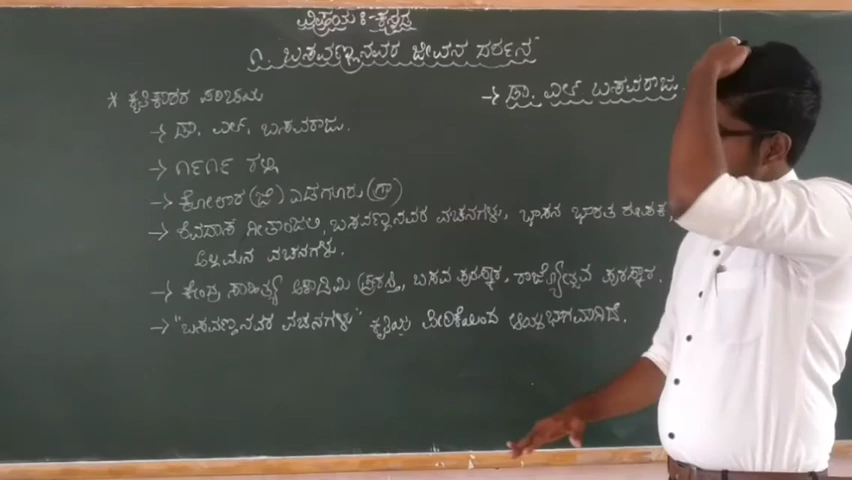 ವಿಷಯ :-ಕನ್ನಡ
೧. ಬಸವಣ್ಣನವರ ಜೀವನ ದರ್ಶನ"
→ ಡಾ. ಎಲ್ ಬಸವರಾಜು
* ಕೃತಿಕಾರರ ಪರಿಚಯ
→ ಡಾ. ಎಲ್. ಬಸವರಾಜು.
→ ೧೯೧೯ ರಲ್ಲಿ
→ ಕೋಲಾರ (ಜಿ) ಎಡಗೂರು (ಗ್ರಾ)
→ ಶಿವದಾಸ ಗೀತಾಂಜಲಿ, ಬಸವಣ್ಣನವರ ವಚನಗಳು, ಭಾಸನ ಭಾರತ ರೂಪಕ,
ಅಲ್ಲಮನ ವಚನಗಳು.
→ ಕೇಂದ್ರ ಸಾಹಿತ್ಯ ಅಕಾಡೆಮಿ ಪ್ರಶಸ್ತಿ, ಬಸವ ಪುರಸ್ಕಾರ, ರಾಜ್ಯೋತ್ಸವ ಪುರಸ್ಕಾರ.
→ "ಬಸವಣ್ಣನವರ ವಚನಗಳು" ಕೃತಿಯ ಪೀಠಿಕೆಯಿಂದ ಆಯ್ದ ಭಾಗವಾಗಿದೆ.